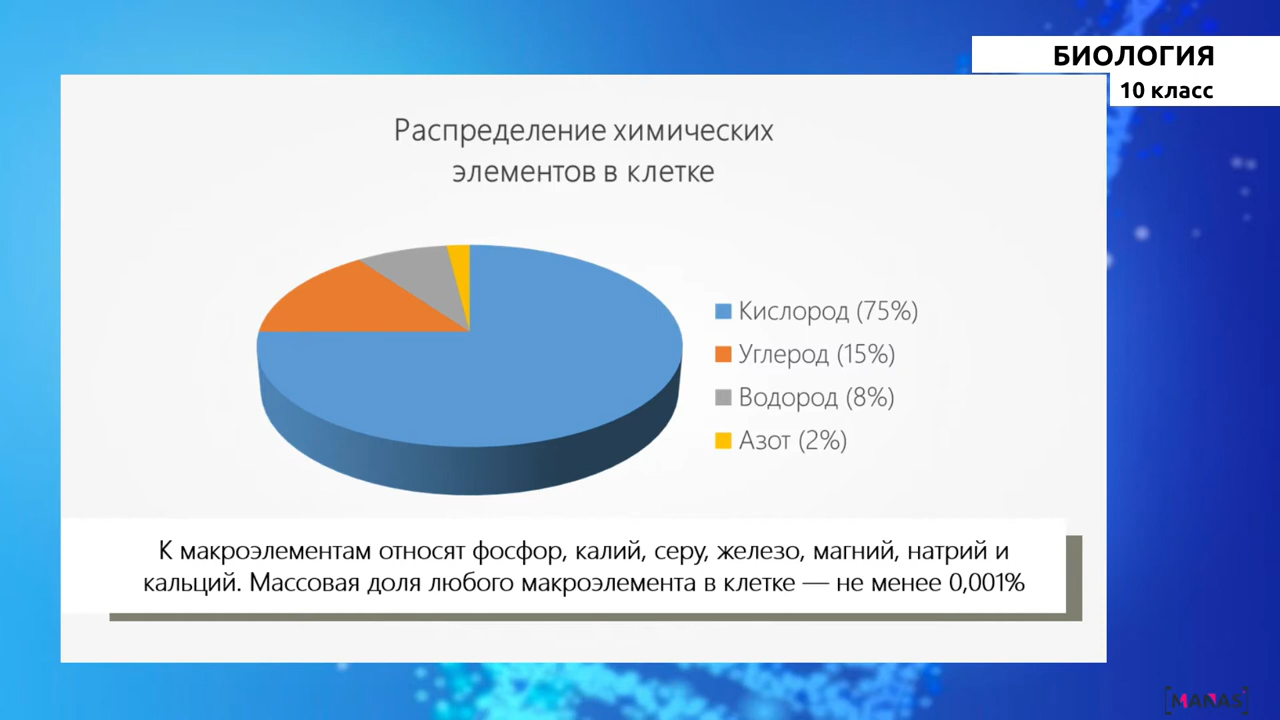 БИОЛОГИЯ
10 класс
Распределение химических
элементов в клетке
Кислород (75%)
Углерод (15%)
Водород (8%)
Азот (2%)
К макроэлементам относят фосфор, калий, серу, железо, магний, натрий и
кальций. Массовая доля любого макроэлемента в клетке — не менее 0,001%
[MANAS]